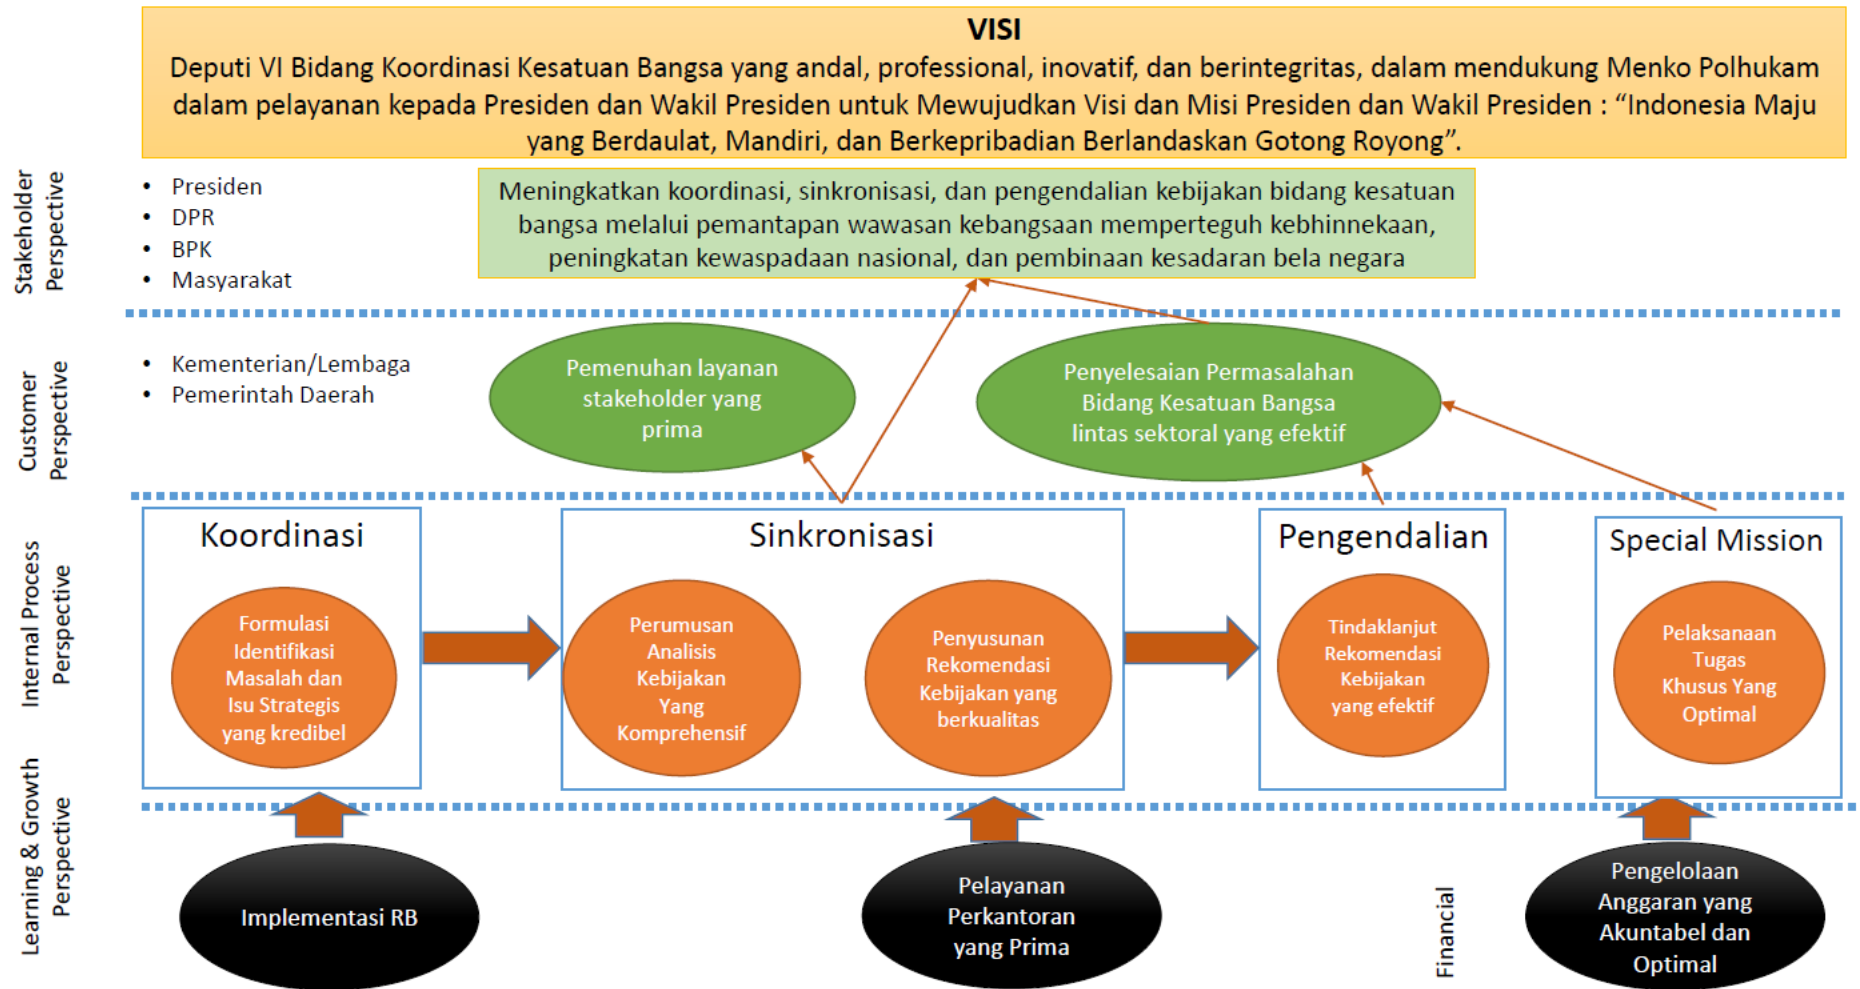 VISI
Deputi VI Bidang Koordinasi Kesatuan Bangsa yang andal, professional, inovatif, dan berintegritas, dalam mendukung Menko Polhukam
dalam pelayanan kepada Presiden dan Wakil Presiden untuk Mewujudkan Visi dan Misi Presiden dan Wakil Presiden : “Indonesia Maju
yang Berdaulat, Mandiri, dan Berkepribadian Berlandaskan Gotong Royong”.
Stakeholder
Perspective
• Presiden
• DPR
• BPK
• Masyarakat
Meningkatkan koordinasi, sinkronisasi, dan pengendalian kebijakan bidang kesatuan
bangsa melalui pemantapan wawasan kebangsaan memperteguh kebhinnekaan,
peningkatan kewaspadaan nasional, dan pembinaan kesadaran bela negara
Customer
Perspective
• Kementerian/Lembaga
• Pemerintah Daerah
Pemenuhan layanan
stakeholder yang
prima
Penyelesaian Permasalahan
Bidang Kesatuan Bangsa
lintas sektoral yang efektif
Internal Process
Perspective
Koordinasi
Formulasi
Identifikasi
Masalah dan
Isu Strategis
yang kredibel
Sinkronisasi
Perumusan
Analisis
Kebijakan
Yang
Komprehensif
Penyusunan
Rekomendasi
Kebijakan yang
berkualitas
Pengendalian
Tindaklanjut
Rekomendasi
Kebijakan
yang efektif
Special Mission
Pelaksanaan
Tugas
Khusus Yang
Optimal
Learning & Growth
Perspective
Implementasi RB
Pelayanan
Perkantoran
yang Prima
Financial
Pengelolaan
Anggaran yang
Akuntabel dan
Optimal